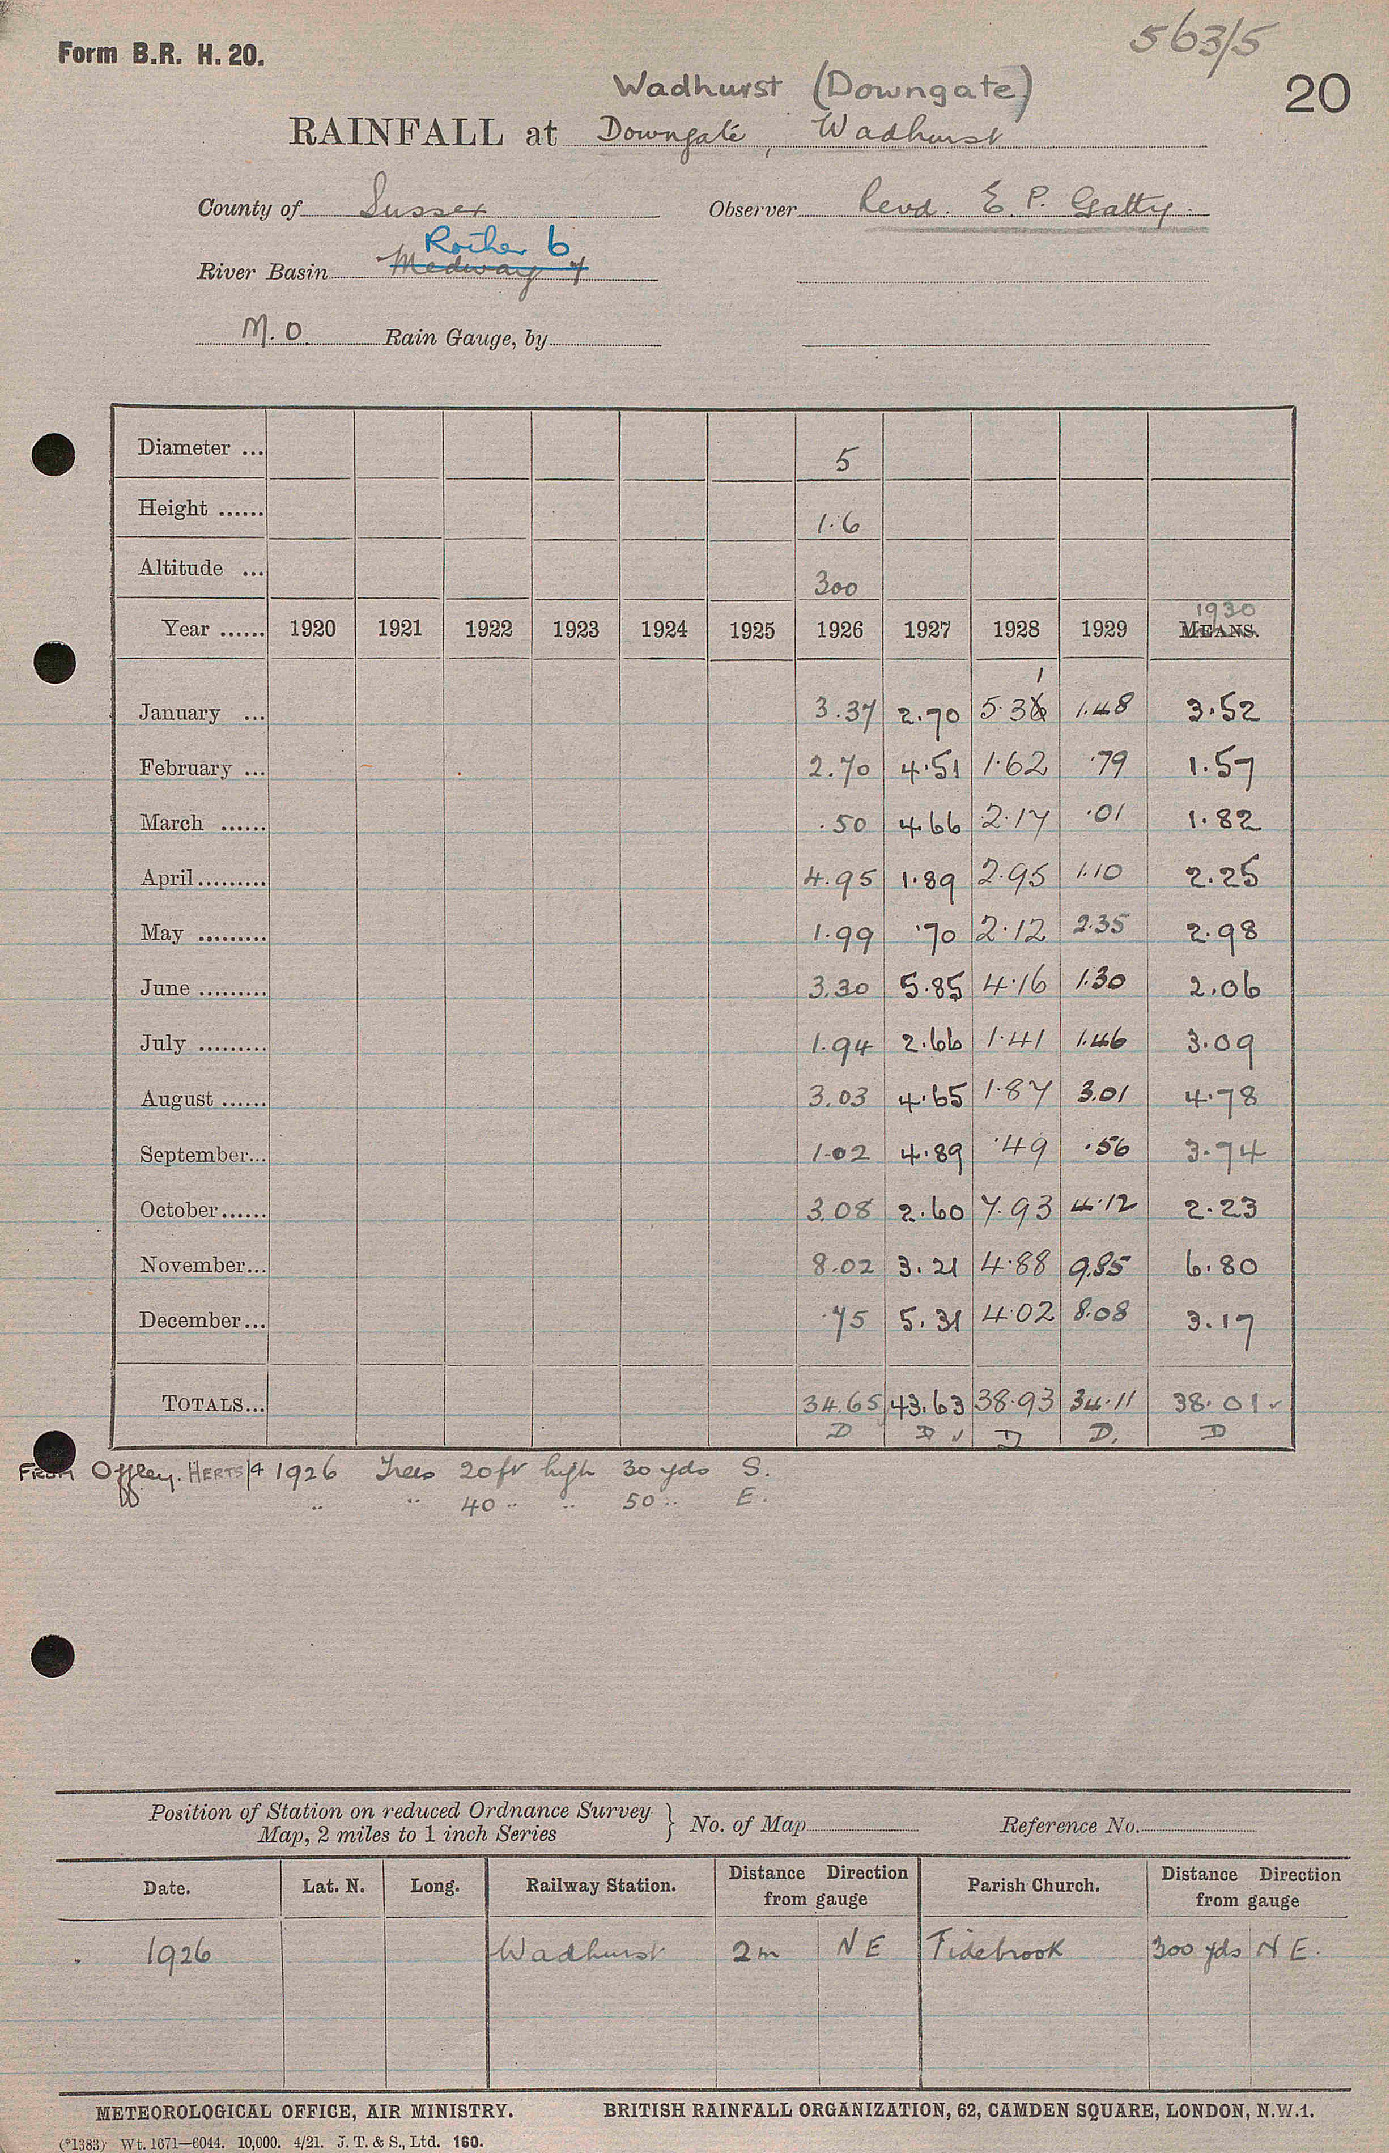 563/5
Form B.R. H. 20.
20
Wadhurst (Downgate)
RAINFALL at Downgate, Wadhurst
County of Sussex Observer Revd. E. P. Gatty.
Rother 6
River Basin Medway 7
M.O. Rain Gauge, by
Diameter ... 5
Height ...... 1.6
Altitude ... 300
1930
Year ...... 1920 1921 1922 1923 1924 1925 1926 1927 1928 1929 MEANS.
1
January ... 3.37 2.70 5.36 1.48 3.52
February ... 2.70 4.51 1.62 .79 1.57
March ...... .50 4.66 2.17 .01 1.82
April ......... 4.95 1.89 2.95 1.10 2.25
May ......... 1.99 .70 2.12 2.35 2.98
June ......... 3.30 5.85 4.16 1.30 2.06
July ......... 1.94 2.66 1.41 1.46 3.09
August ...... 3.03 4.65 1.87 3.01 4.78
September... 1.02 4.89 .49 .56 3.74
October...... 3.08 2.60 7.93 4.12 2.23
November... 8.02 3.21 4.88 9.85 6.80
December... .75 5.31 4.02 8.08 3.17
TOTALS... 34.65 43.63 38.93 34.11 38.01 ✓
D D ✓ D D. D
FROM Offley. HERTS/4 1926 Trees 20 ft high 30 yds S.
" " 40 " " 50 " E.
Position of Station on reduced Ordnance Survey
Map, 2 miles to 1 inch Series } No. of Map Reference No.
Date. Lat. N. Long. Railway Station. Distance Direction from gauge Parish Church. Distance Direction from gauge
1926 Wadhurst 2m NE Tidebrook 300 yds N E.
METEOROLOGICAL OFFICE, AIR MINISTRY. BRITISH RAINFALL ORGANIZATION, 62, CAMDEN SQUARE, LONDON, N.W.1.
(*1383) Wt. 1671—6044. 10,000. 4/21. J. T. & S., Ltd. 160.